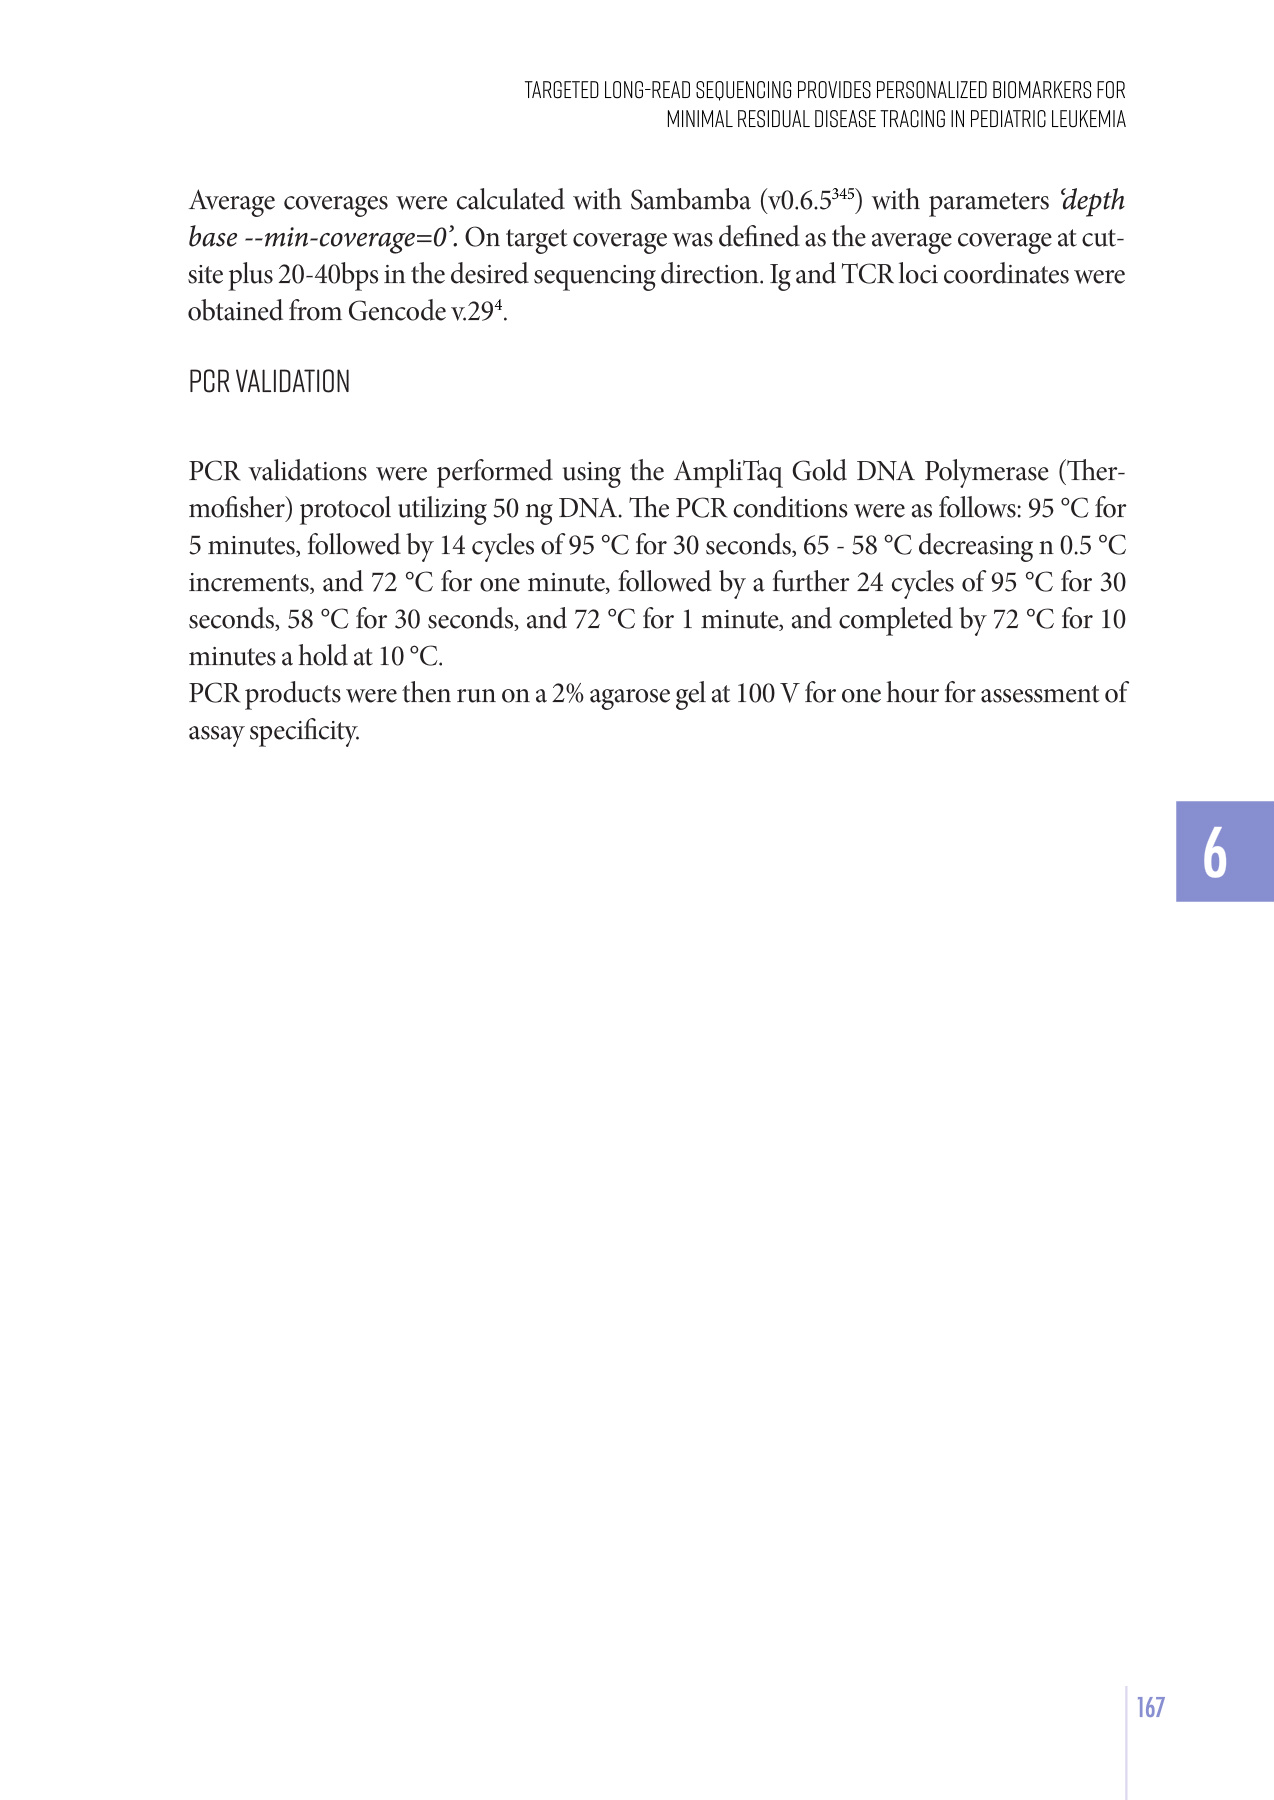 TARGETED LONG-READ SEQUENCING PROVIDES PERSONALIZED BIOMARKERS FOR
MINIMAL RESIDUAL DISEASE TRACING IN PEDIATRIC LEUKEMIA
Average coverages were calculated with Sambamba (v0.6.5³⁴⁵) with parameters ‘depth
base --min-coverage=0’. On target coverage was defined as the average coverage at cut-
site plus 20-40bps in the desired sequencing direction. Ig and TCR loci coordinates were
obtained from Gencode v.29⁴.
PCR VALIDATION
PCR validations were performed using the AmpliTaq Gold DNA Polymerase (Ther-
mofisher) protocol utilizing 50 ng DNA. The PCR conditions were as follows: 95 °C for
5 minutes, followed by 14 cycles of 95 °C for 30 seconds, 65 - 58 °C decreasing n 0.5 °C
increments, and 72 °C for one minute, followed by a further 24 cycles of 95 °C for 30
seconds, 58 °C for 30 seconds, and 72 °C for 1 minute, and completed by 72 °C for 10
minutes a hold at 10 °C.
PCR products were then run on a 2% agarose gel at 100 V for one hour for assessment of
assay specificity.
6
167